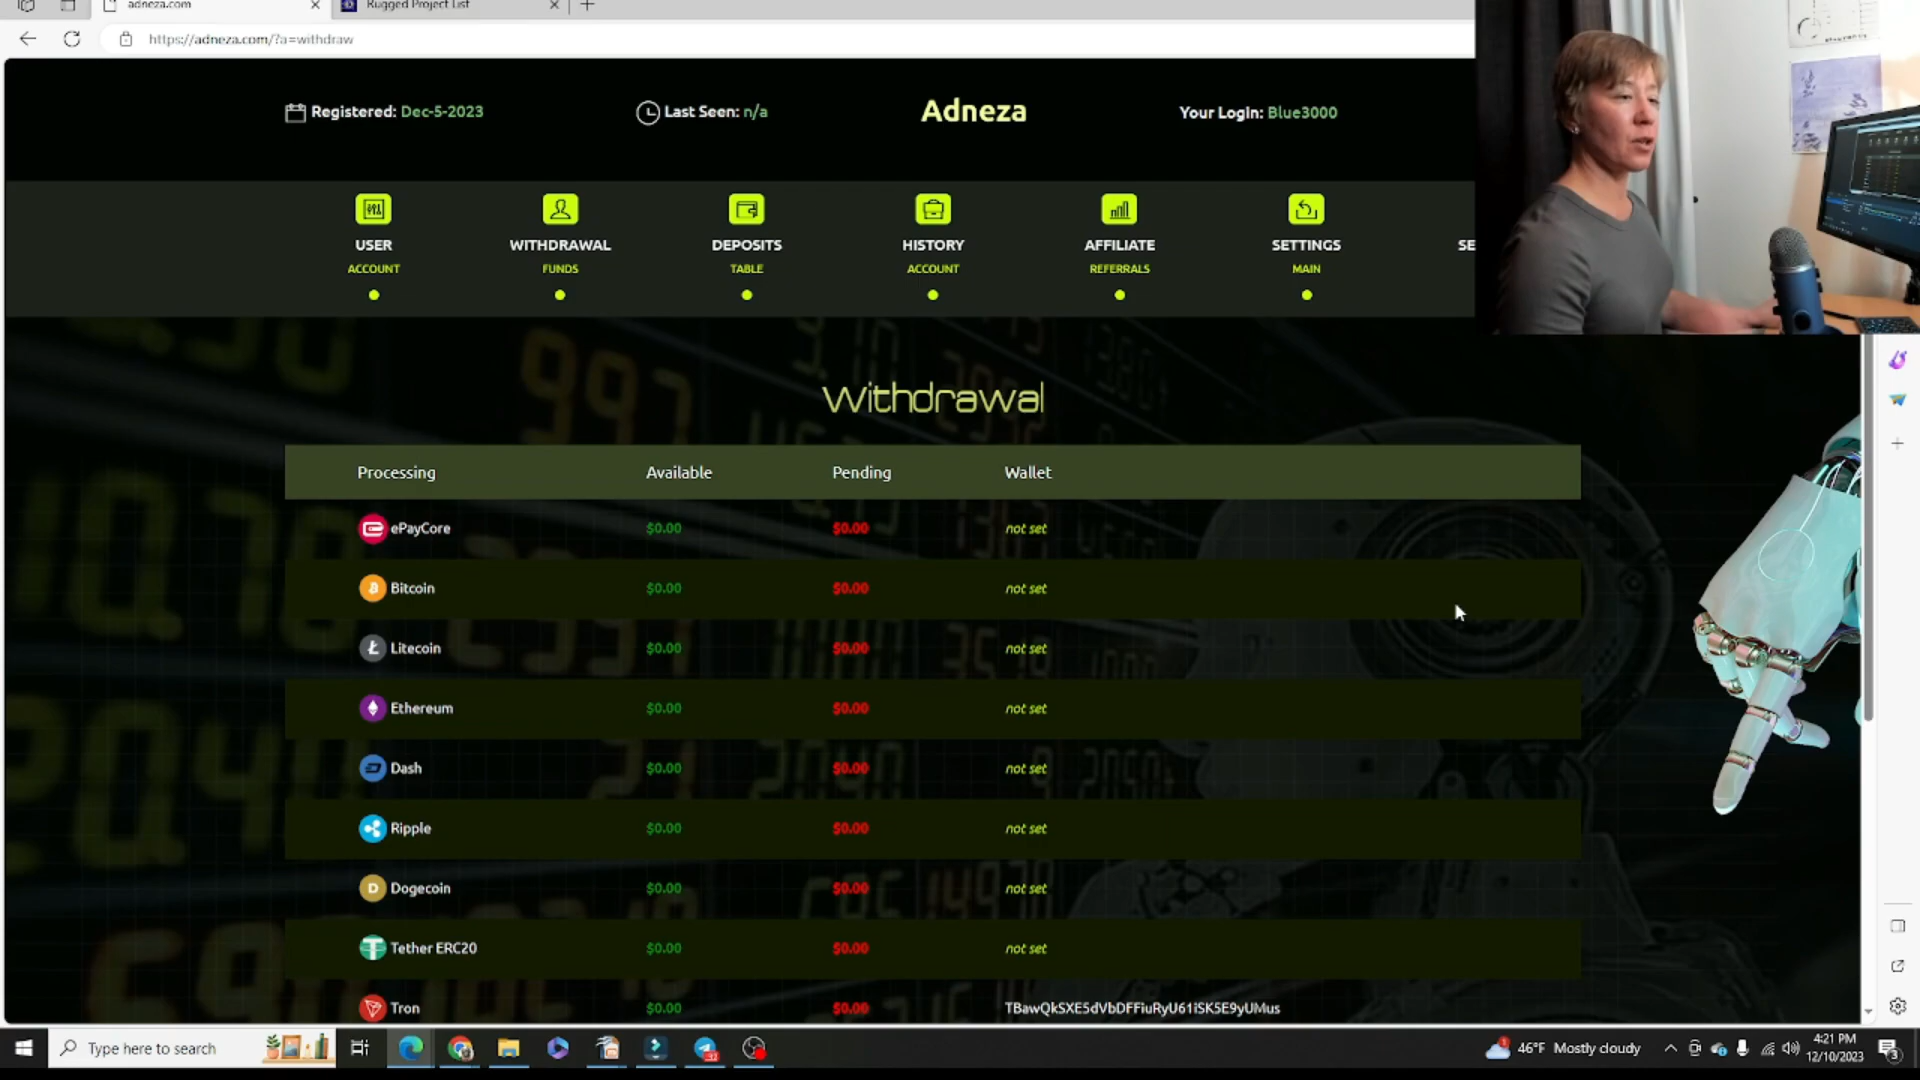 adneza.com
Rugged Project List
https://adneza.com/?a=withdraw
Registered: Dec-5-2023
Last Seen: n/a
Adneza
Your Login: Blue3000
USER
WITHDRAWAL
DEPOSITS
HISTORY
AFFILIATE
SETTINGS
SE
ACCOUNT
FUNDS
TABLE
ACCOUNT
REFERRALS
MAIN
Withdrawal
Processing Available Pending Wallet
ePayCore $0.00 $0.00 not set
Bitcoin $0.00 $0.00 not set
Litecoin $0.00 $0.00 not set
Ethereum $0.00 $0.00 not set
Dash $0.00 $0.00 not set
Ripple $0.00 $0.00 not set
Dogecoin $0.00 $0.00 not set
Tether ERC20 $0.00 $0.00 not set
Tron $0.00 $0.00 TBawQkSXE5dVbDFFiuRyU61iSK5E9yUMus
Type here to search
46°F Mostly cloudy
4:21 PM
12/10/2023
3